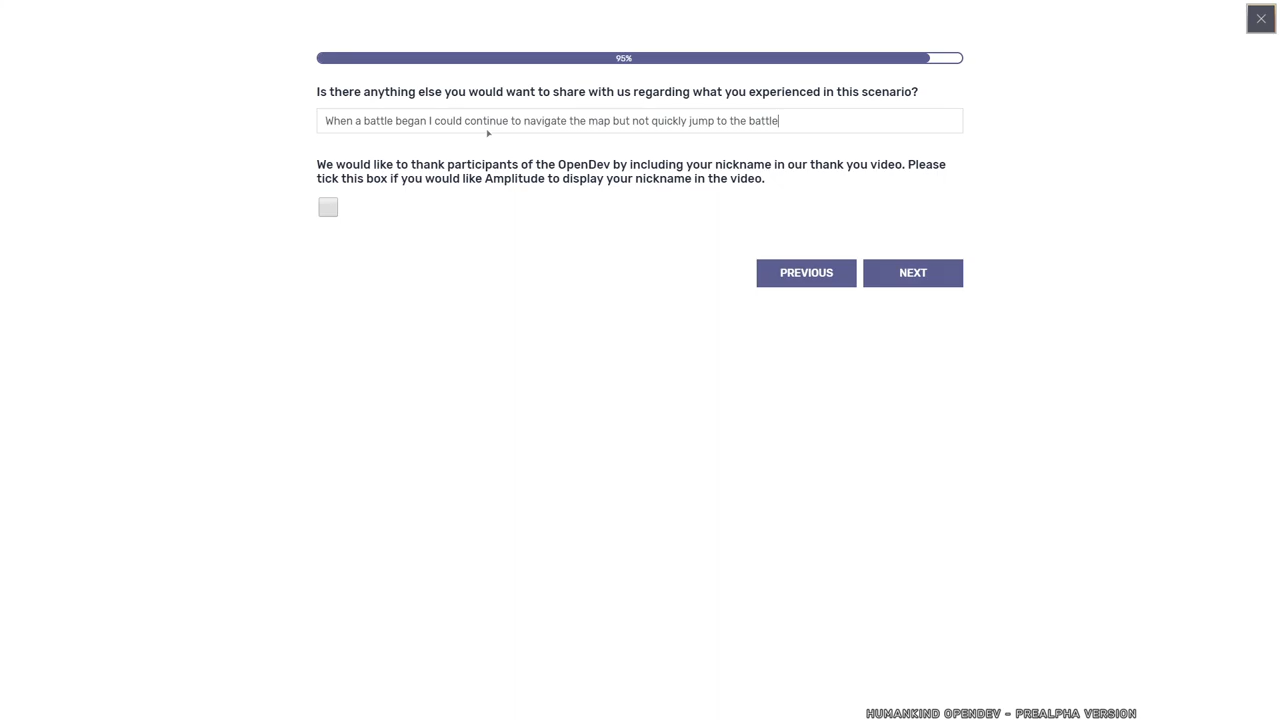 95%
Is there anything else you would want to share with us regarding what you experienced in this scenario?
When a battle began I could continue to navigate the map but not quickly jump to the battle
We would like to thank participants of the OpenDev by including your nickname in our thank you video. Please
tick this box if you would like Amplitude to display your nickname in the video.
PREVIOUS NEXT
HUMANKIND OPENDEV - PREALPHA VERSION